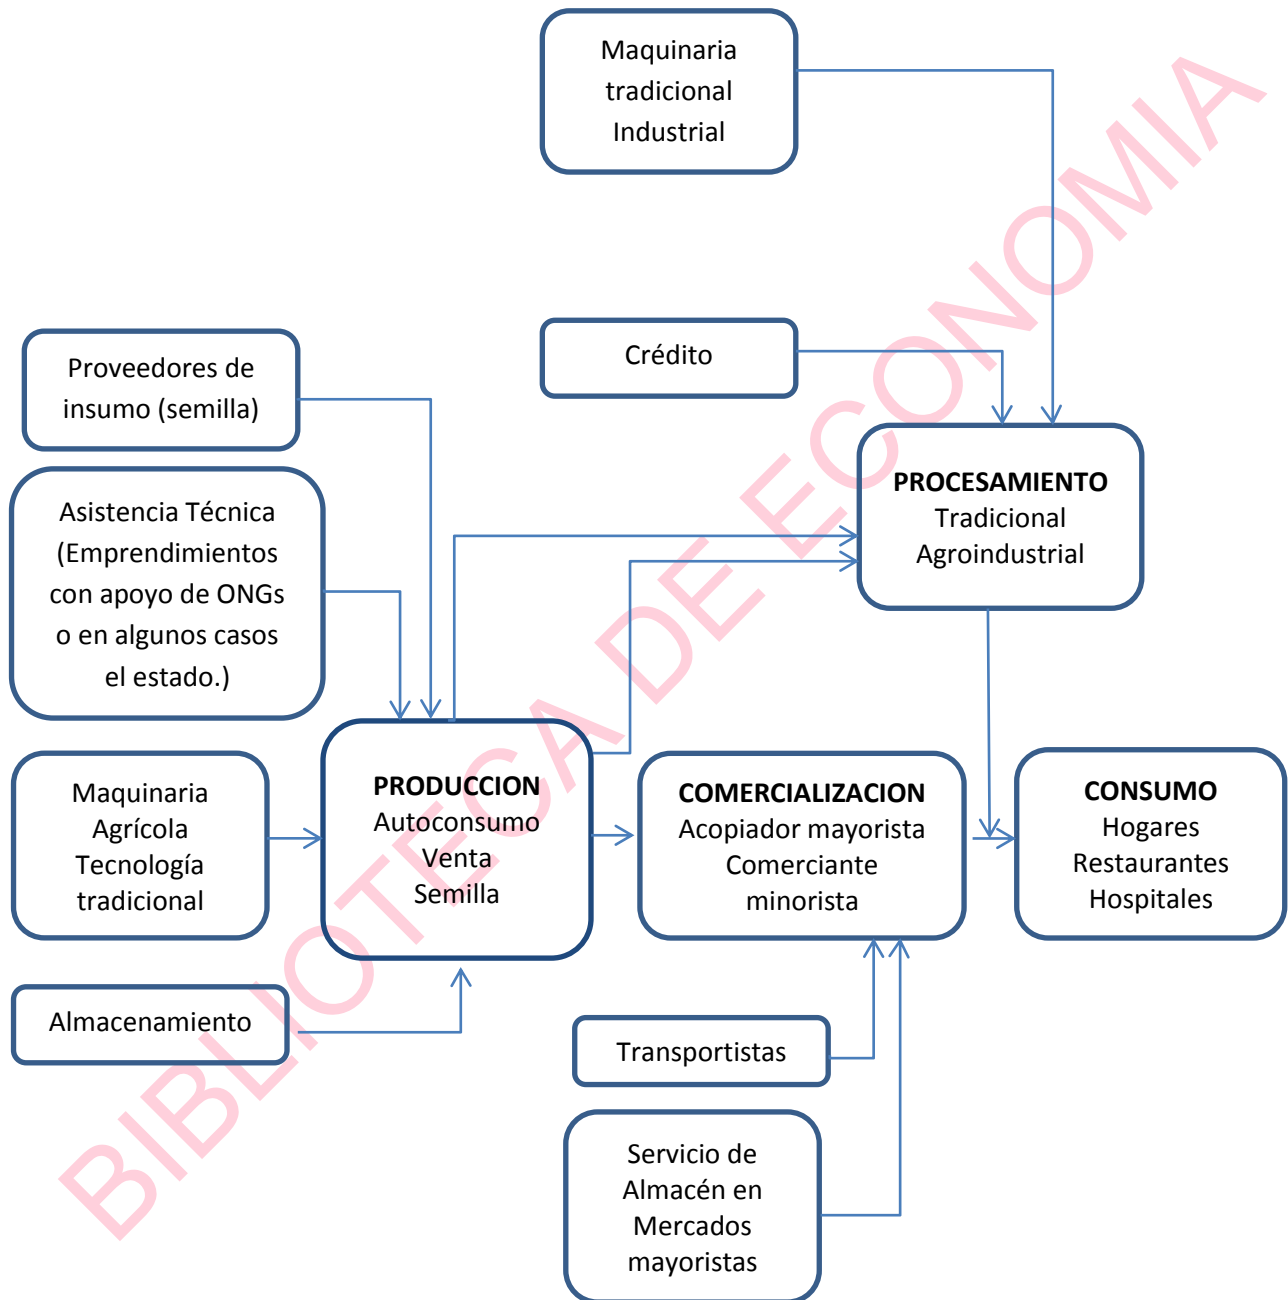 Maquinaria
tradicional
Industrial
Crédito
Proveedores de
insumo (semilla)
Asistencia Técnica
(Emprendimientos
con apoyo de ONGs
o en algunos casos
el estado.)
PROCESAMIENTO
Tradicional
Agroindustrial
Maquinaria
Agrícola
Tecnología
tradicional
PRODUCCION
Autoconsumo
Venta
Semilla
COMERCIALIZACION
Acopiador mayorista
Comerciante
minorista
CONSUMO
Hogares
Restaurantes
Hospitales
Almacenamiento
Transportistas
Servicio de
Almacén en
Mercados
mayoristas
BIBLIOTECA DE ECONOMIA